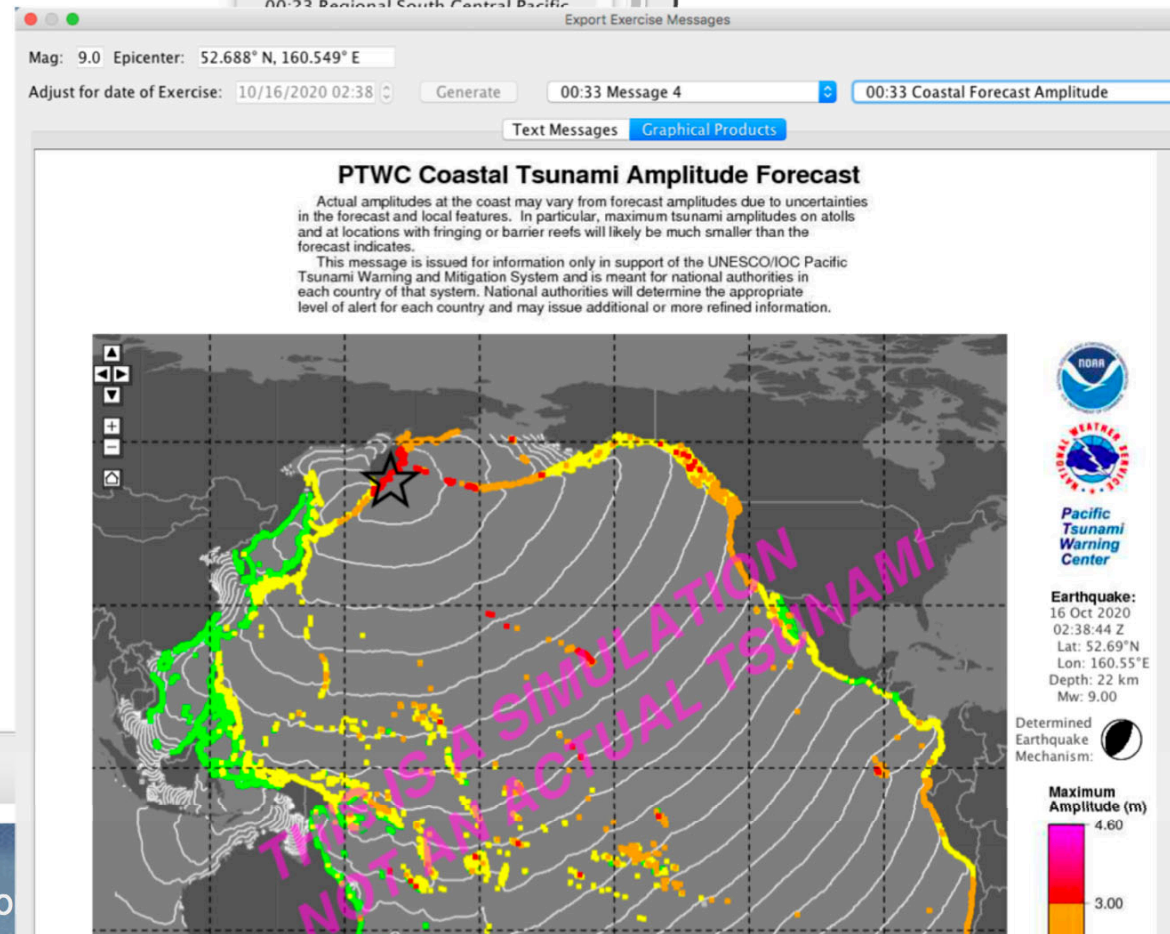 00:23 Regional South Central Pacific
Export Exercise Messages
Mag: 9.0 Epicenter: 52.688° N, 160.549° E
Adjust for date of Exercise: 10/16/2020 02:38 Generate 00:33 Message 4 00:33 Coastal Forecast Amplitude
Text Messages Graphical Products
PTWC Coastal Tsunami Amplitude Forecast
Actual amplitudes at the coast may vary from forecast amplitudes due to uncertainties
in the forecast and local features. In particular, maximum tsunami amplitudes on atolls
and at locations with fringing or barrier reefs will likely be much smaller than the
forecast indicates.
This message is issued for information only in support of the UNESCO/IOC Pacific
Tsunami Warning and Mitigation System and is meant for national authorities in
each country of that system. National authorities will determine the appropriate
level of alert for each country and may issue additional or more refined information.
THIS IS A SIMULATION
NOT AN ACTUAL TSUNAMI
NOAA
NATIONAL WEATHER SERVICE
Pacific
Tsunami
Warning
Center
Earthquake:
16 Oct 2020
02:38:44 Z
Lat: 52.69°N
Lon: 160.55°E
Depth: 22 km
Mw: 9.00
Determined
Earthquake
Mechanism:
Maximum
Amplitude (m)
4.60
3.00